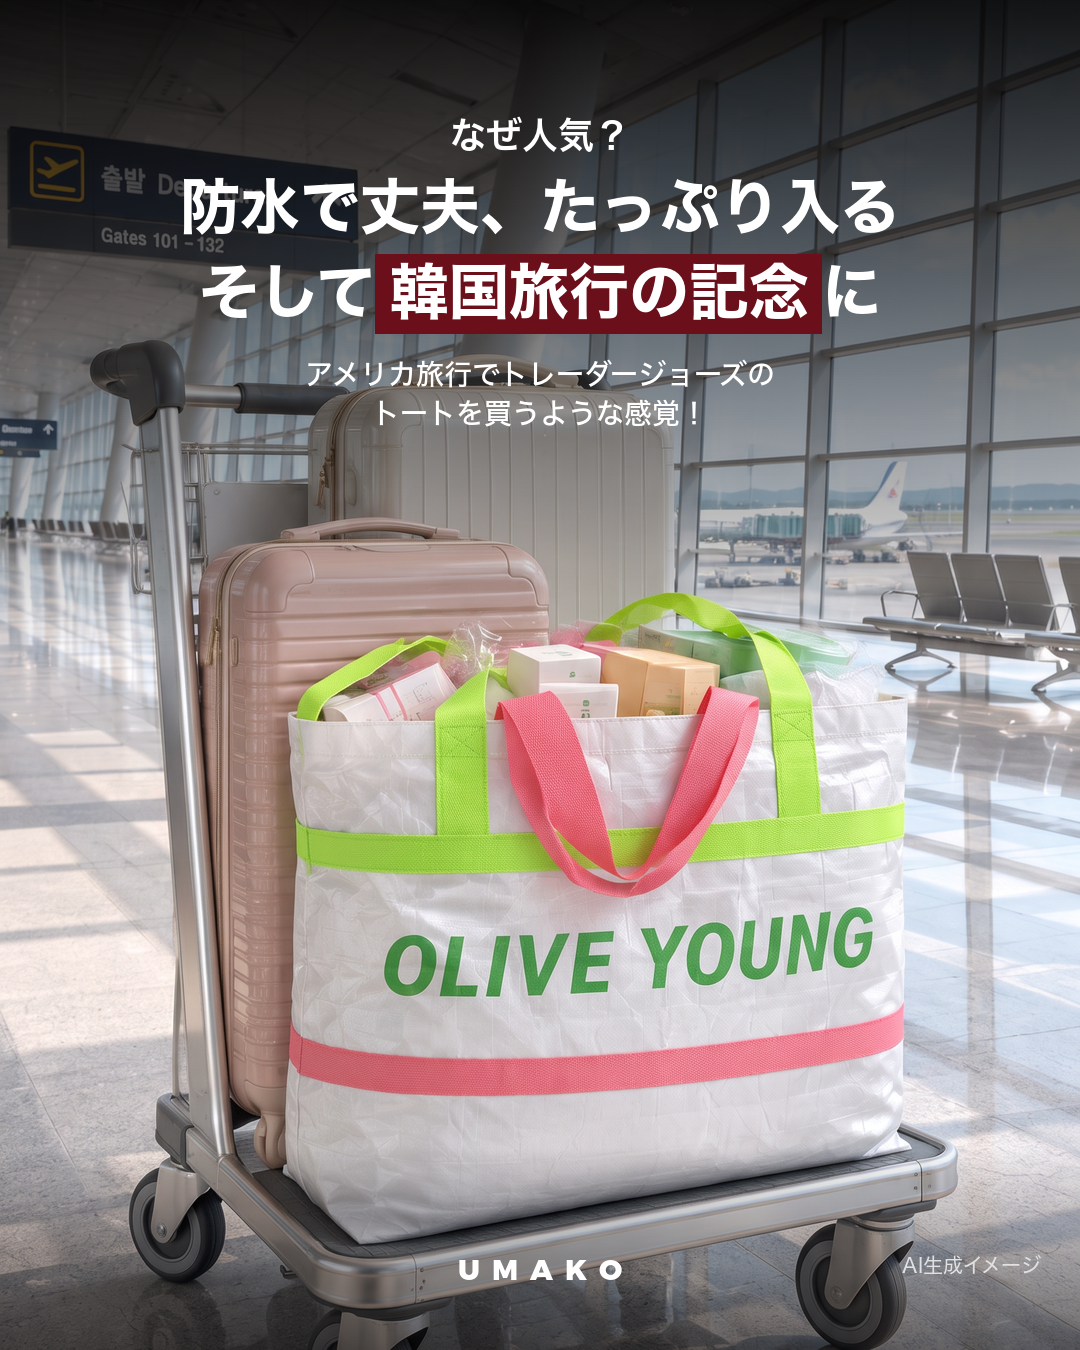 なぜ人気？
防水で丈夫、たっぷり入る
そして韓国旅行の記念に
アメリカ旅行でトレーダージョーズの
トートを買うような感覚！
출발
Gates 101 - 132
OLIVE YOUNG
UMAKO
AI生成イメージ